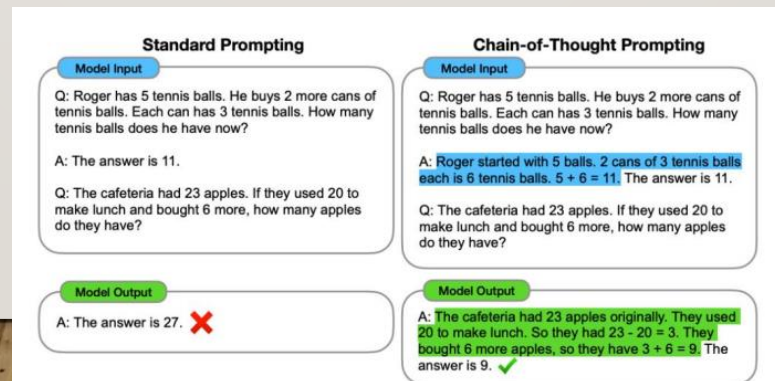 Standard Prompting
Model Input
Q: Roger has 5 tennis balls. He buys 2 more cans of
tennis balls. Each can has 3 tennis balls. How many
tennis balls does he have now?
A: The answer is 11.
Q: The cafeteria had 23 apples. If they used 20 to
make lunch and bought 6 more, how many apples
do they have?
Model Output
A: The answer is 27.
Chain-of-Thought Prompting
Model Input
Q: Roger has 5 tennis balls. He buys 2 more cans of
tennis balls. Each can has 3 tennis balls. How many
tennis balls does he have now?
A: Roger started with 5 balls. 2 cans of 3 tennis balls
each is 6 tennis balls. 5 + 6 = 11. The answer is 11.
Q: The cafeteria had 23 apples. If they used 20 to
make lunch and bought 6 more, how many apples
do they have?
Model Output
A: The cafeteria had 23 apples originally. They used
20 to make lunch. So they had 23 - 20 = 3. They
bought 6 more apples, so they have 3 + 6 = 9. The
answer is 9.